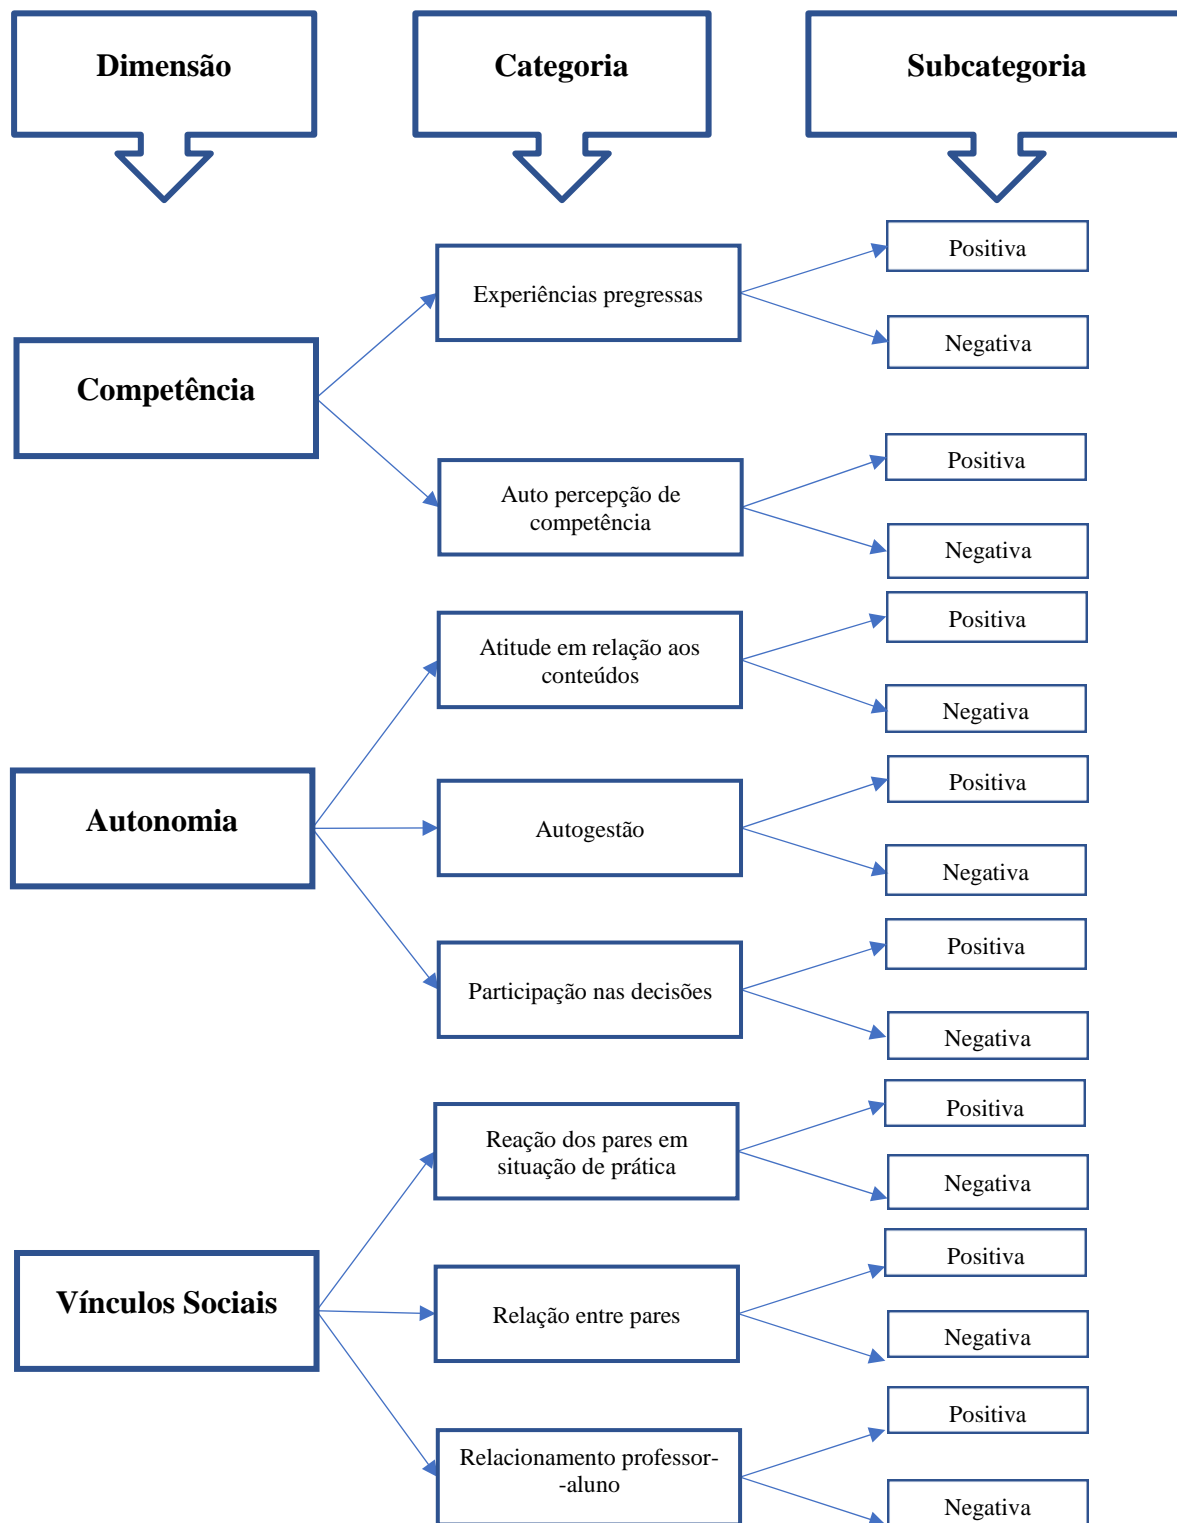 Dimensão
Categoria
Subcategoria
Competência
Experiências pregressas
Positiva
Negativa
Auto percepção de
competência
Positiva
Negativa
Autonomia
Atitude em relação aos
conteúdos
Positiva
Negativa
Autogestão
Positiva
Negativa
Participação nas decisões
Positiva
Negativa
Vínculos Sociais
Reação dos pares em
situação de prática
Positiva
Negativa
Relação entre pares
Positiva
Negativa
Relacionamento professor-
-aluno
Positiva
Negativa